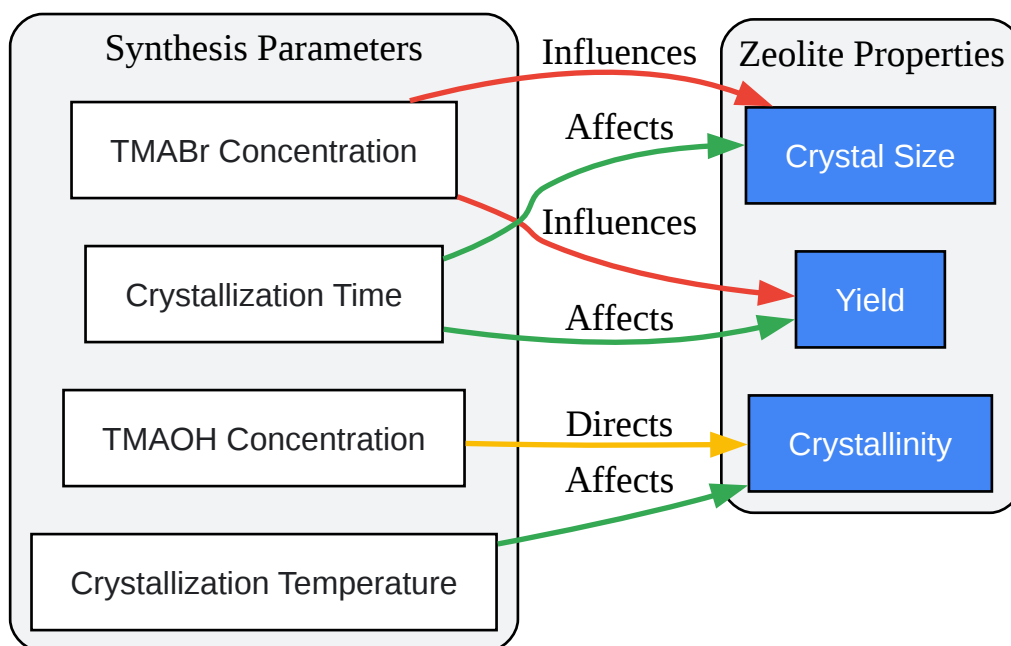 Synthesis Parameters
TMABr Concentration
Crystallization Time
TMAOH Concentration
Crystallization Temperature
Influences
Affects
Influences
Affects
Directs
Affects
Zeolite Properties
Crystal Size
Yield
Crystallinity